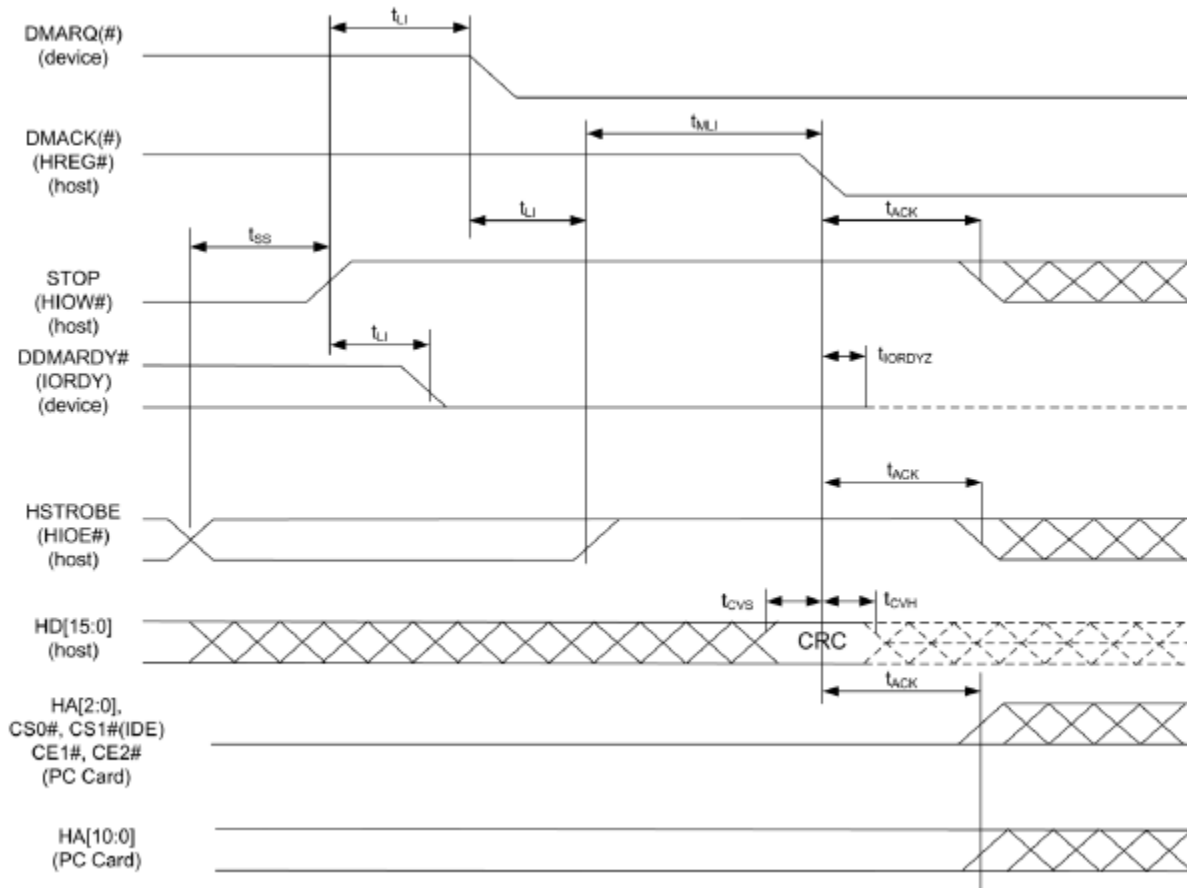 tLI
DMARQ(#)
(device)
tMLI
DMACK(#)
(HREG#)
(host)
tLI
tACK
tSS
STOP
(HIOW#)
(host)
tLI
tIORDYZ
DDMARDY#
(IORDY)
(device)
tACK
HSTROBE
(HIOE#)
(host)
tCVS
tCVH
HD[15:0]
(host)
CRC
tACK
HA[2:0],
CS0#, CS1#(IDE)
CE1#, CE2#
(PC Card)
HA[10:0]
(PC Card)